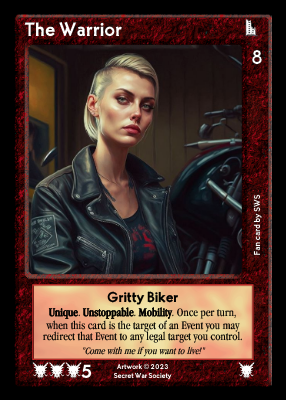 The Warrior
8
Fan card by SWS
Gritty Biker
Unique. Unstoppable. Mobility. Once per turn,
when this card is the target of an Event you may
redirect that Event to any legal target you control.
"Come with me if you want to live!"
5
Artwork © 2023
Secret War Society